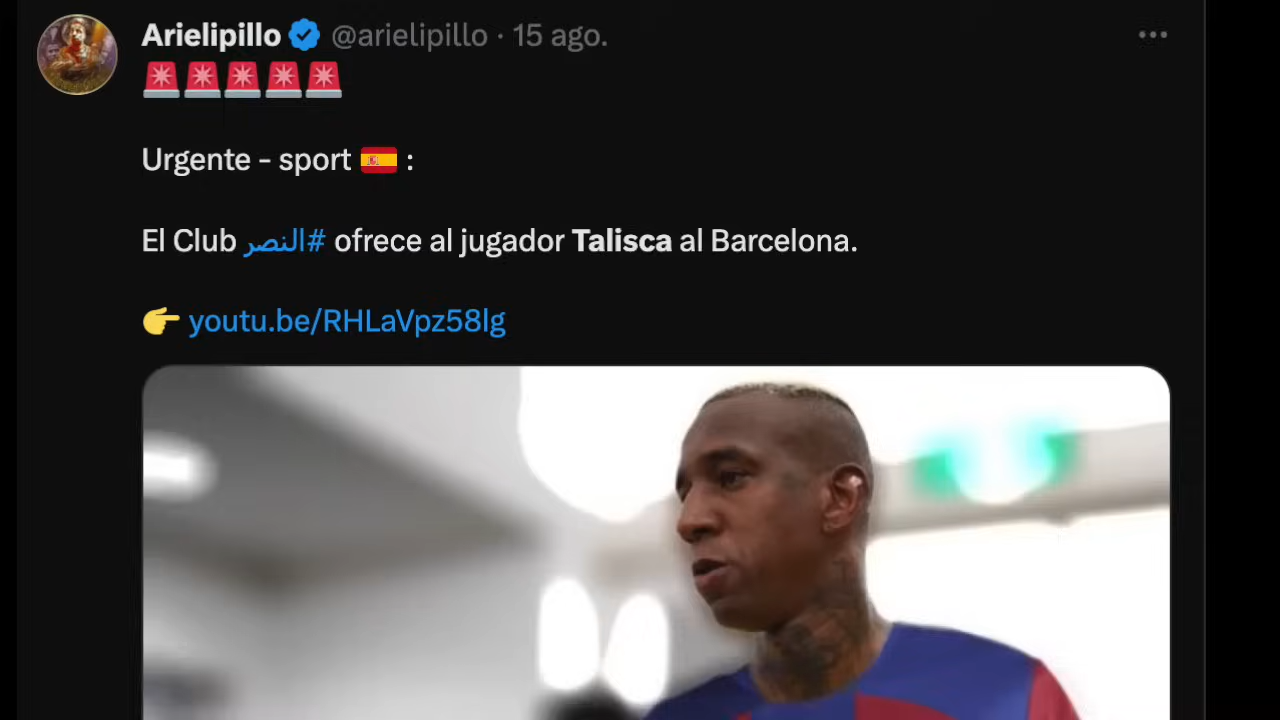 Arielipillo @arielipillo · 15 ago.
Urgente - sport 🇪🇸 :
El Club #النصر ofrece al jugador Talisca al Barcelona.
👉 youtu.be/RHLaVpz58lg